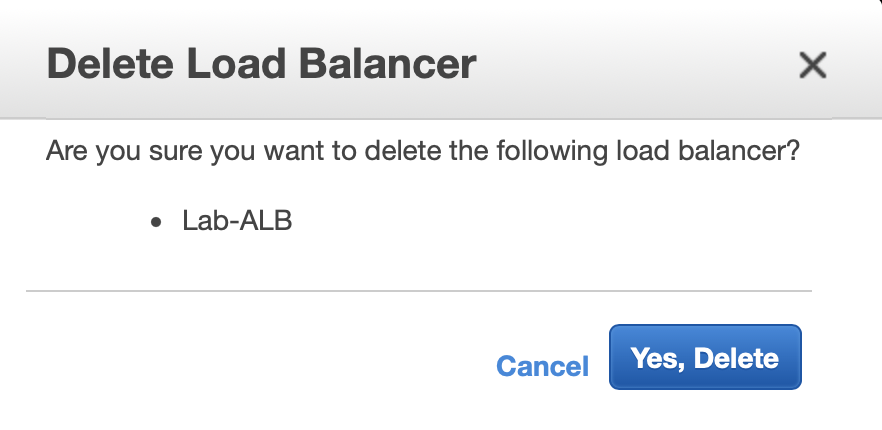 Delete Load Balancer
Are you sure you want to delete the following load balancer?
• Lab-ALB
Cancel
Yes, Delete